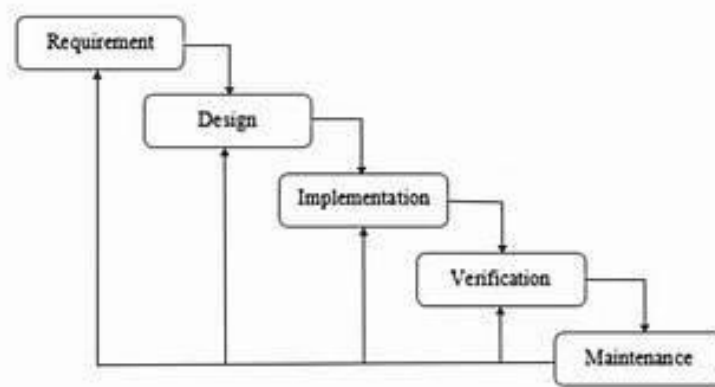 Requirement
Design
Implementation
Verification
Maintenance